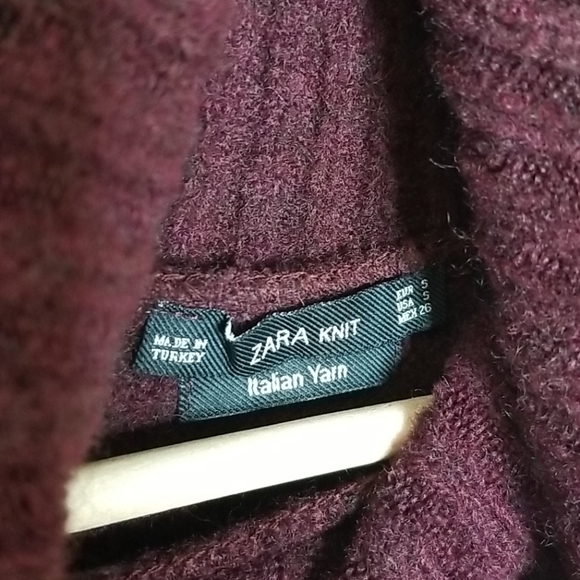 MADE IN
TURKEY
ZARA KNIT
Italian Yarn
EUR S
USA S
MEX 26